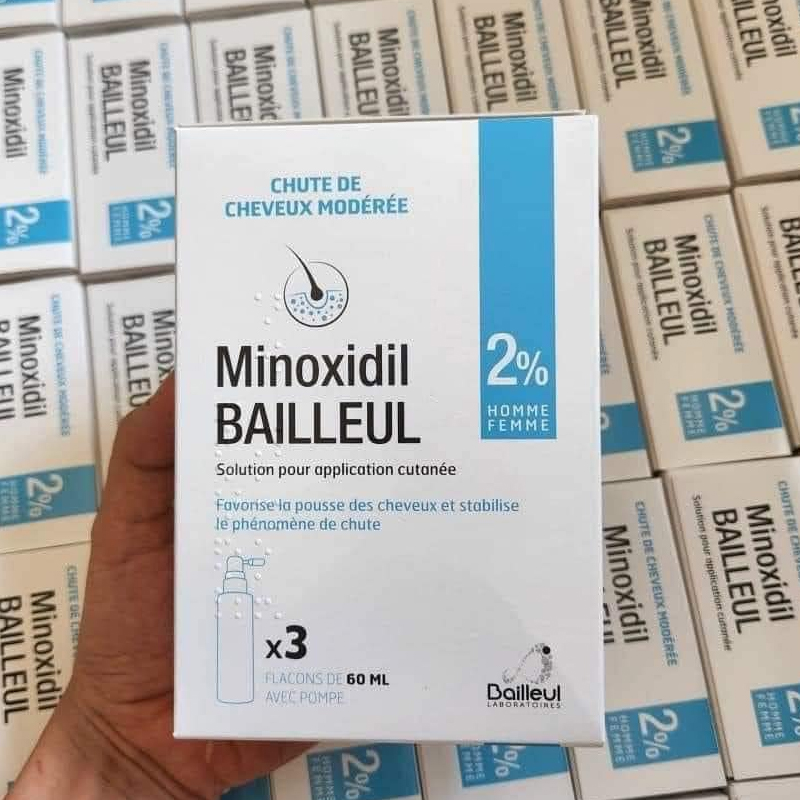 CHUTE DE
CHEVEUX MODÉRÉE
Minoxidil
BAILLEUL
2%
HOMME
FEMME
Solution pour application cutanée
Favorise la pousse des cheveux et stabilise
le phénomène de chute
x3
FLACONS DE 60 ML
AVEC POMPE
Bailleul
LABORATOIRES